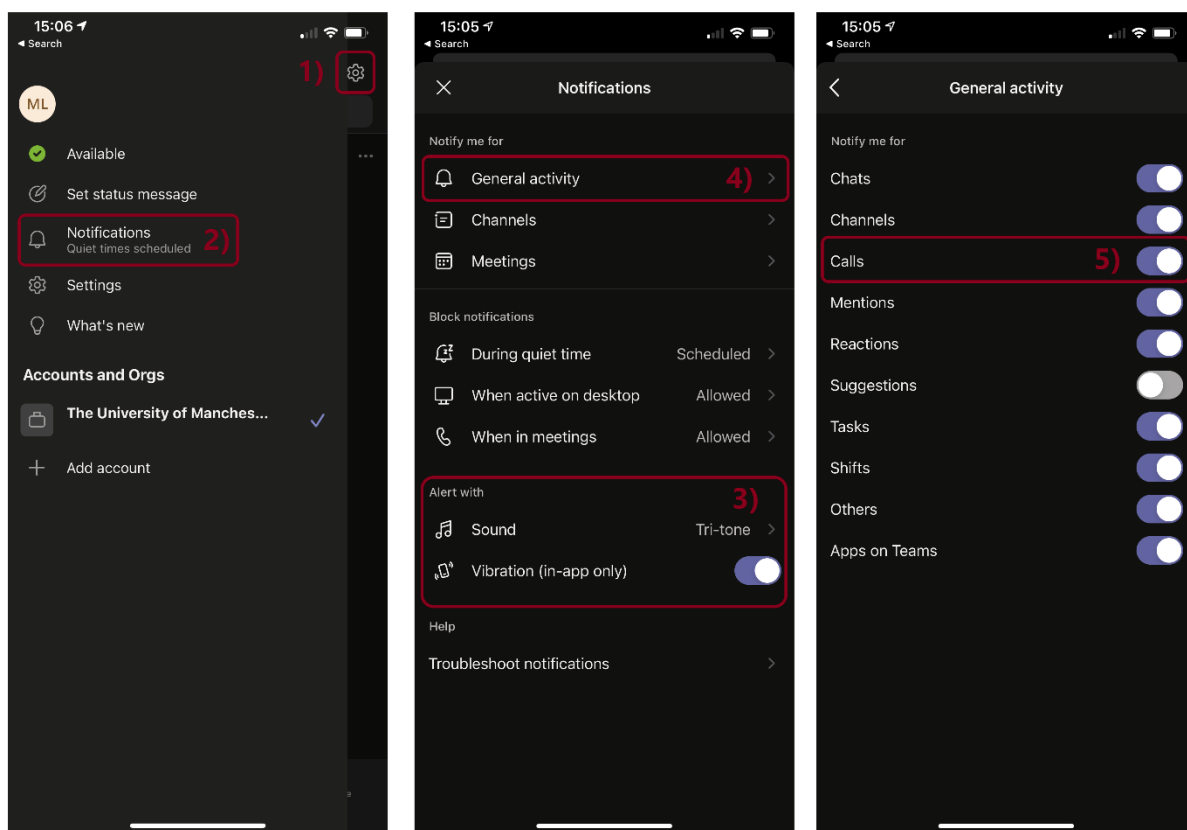 15:06
◄ Search
1)
ML
Available
Set status message
Notifications
Quiet times scheduled
2)
Settings
What's new
Accounts and Orgs
The University of Manches...
Add account
15:05
◄ Search
Notifications
Notify me for
General activity 4)
Channels
Meetings
Block notifications
During quiet time Scheduled
When active on desktop Allowed
When in meetings Allowed
Alert with 3)
Sound Tri-tone
Vibration (in-app only)
Help
Troubleshoot notifications
15:05
◄ Search
General activity
Notify me for
Chats
Channels
Calls 5)
Mentions
Reactions
Suggestions
Tasks
Shifts
Others
Apps on Teams